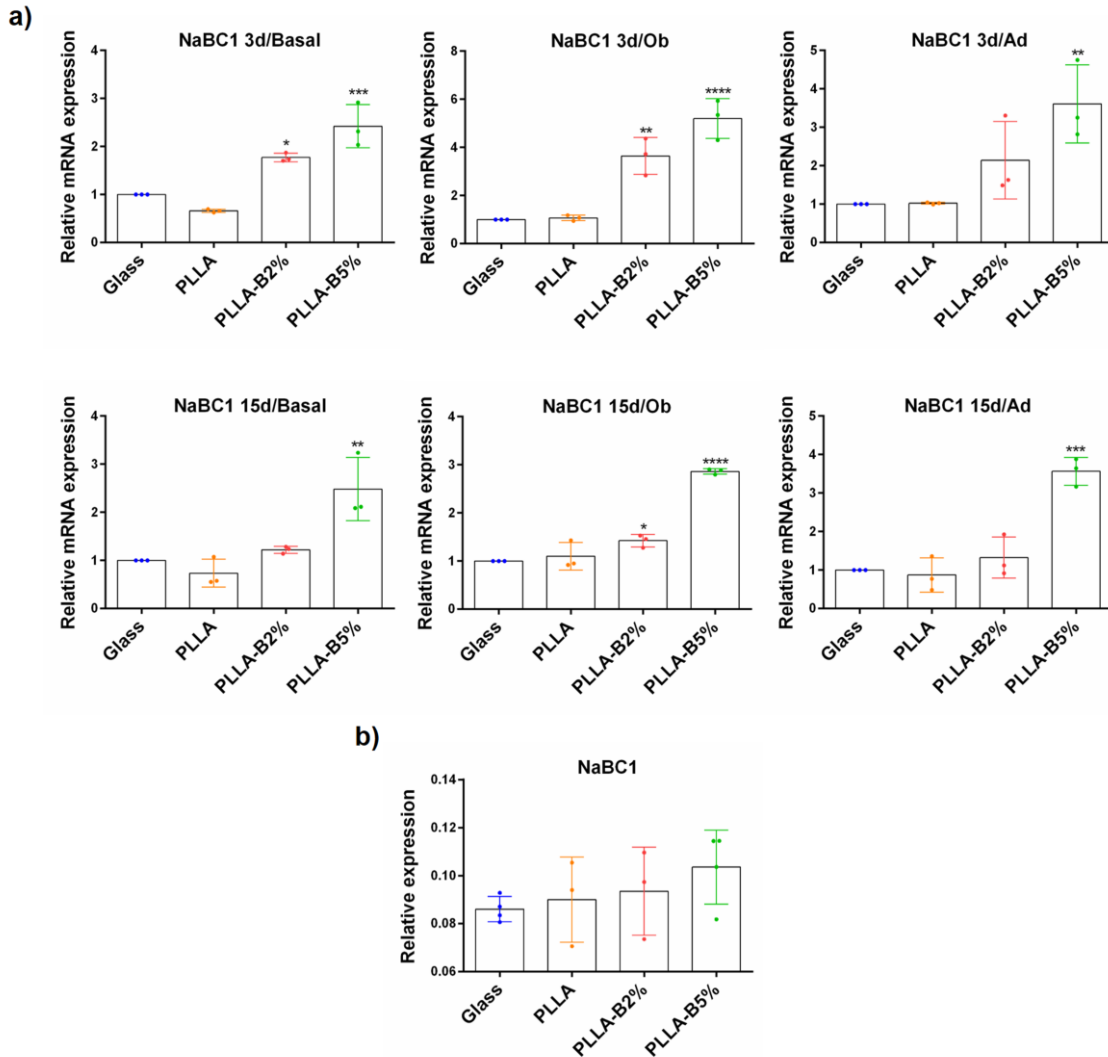 a)
NaBC1 3d/Basal
Relative mRNA expression
4
3
2
1
0
Glass
PLLA
PLLA-B2%
PLLA-B5%
*
***
NaBC1 3d/Ob
Relative mRNA expression
8
6
4
2
0
Glass
PLLA
PLLA-B2%
PLLA-B5%
**
****
NaBC1 3d/Ad
Relative mRNA expression
5
4
3
2
1
0
Glass
PLLA
PLLA-B2%
PLLA-B5%
**
NaBC1 15d/Basal
Relative mRNA expression
4
3
2
1
0
Glass
PLLA
PLLA-B2%
PLLA-B5%
**
NaBC1 15d/Ob
Relative mRNA expression
4
3
2
1
0
Glass
PLLA
PLLA-B2%
PLLA-B5%
*
****
NaBC1 15d/Ad
Relative mRNA expression
5
4
3
2
1
0
Glass
PLLA
PLLA-B2%
PLLA-B5%
***
b)
NaBC1
Relative expression
0.14
0.12
0.10
0.08
0.06
Glass
PLLA
PLLA-B2%
PLLA-B5%